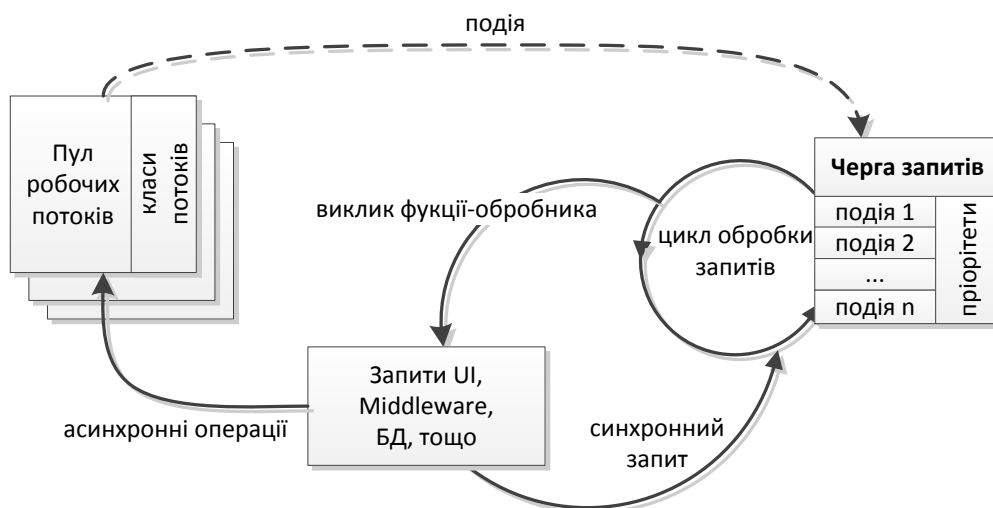 подія
Пул
робочих
потоків
класи
потоків
Черга запитів
подія 1
подія 2
...
подія n
пріорітети
виклик фукції-обробника
цикл обробки
запитів
Запити UI,
Middleware,
БД, тощо
асинхронні операції
синхронний
запит